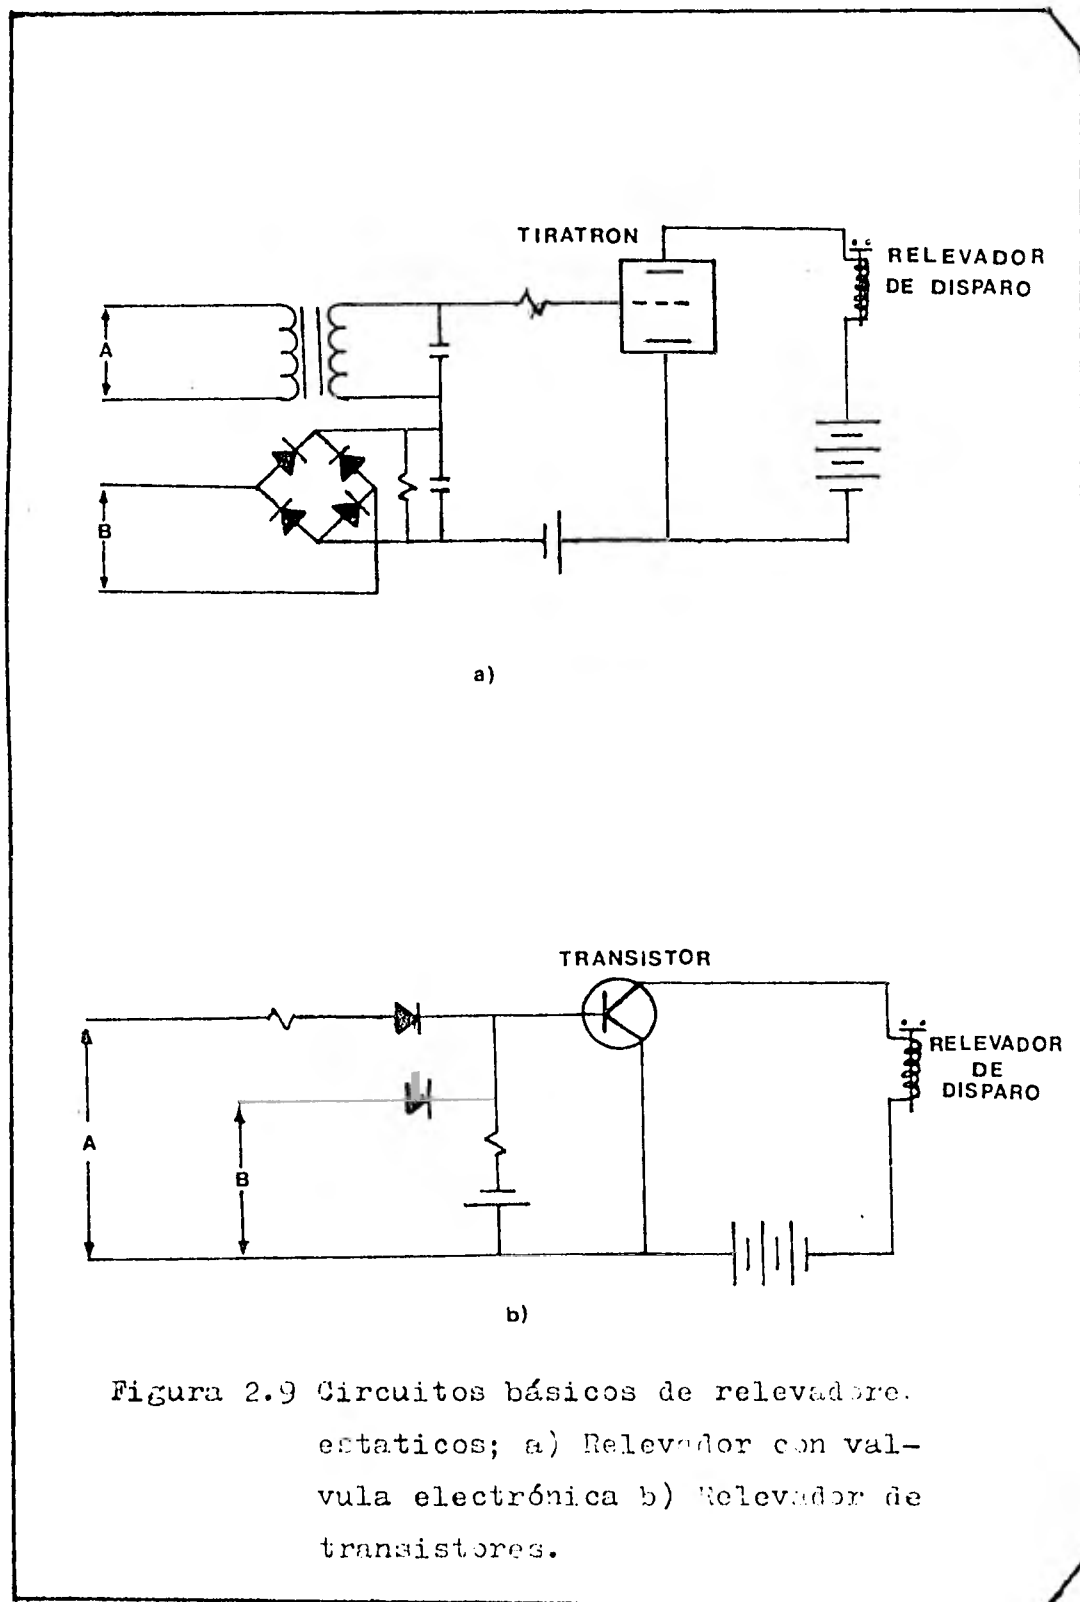 TIRATRON
RELEVADOR
DE DISPARO
A
B
a)
TRANSISTOR
RELEVADOR
DE
DISPARO
A
B
b)
Figura 2.9 Circuitos básicos de relevadore.
estaticos; a) Relevador con val-
vula electrónica b) Relevador de
transistores.